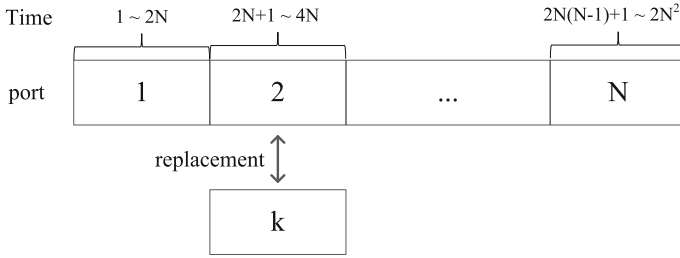 Time 1 ~ 2N 2N+1 ~ 4N 2N(N-1)+1 ~ 2N²
port 1 2 ... N
replacement
k